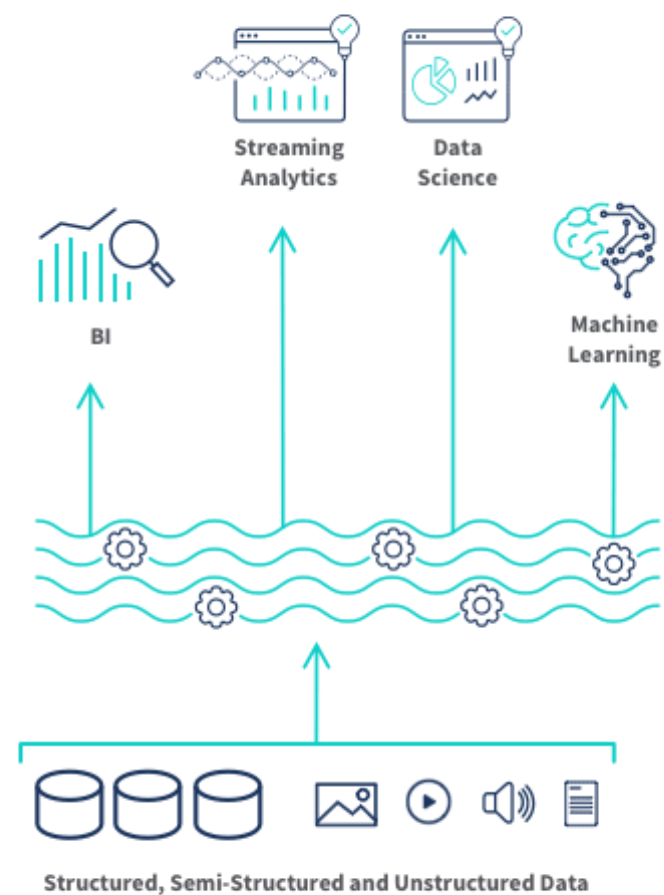 Streaming
Analytics
Data
Science
BI
Machine
Learning
Structured, Semi-Structured and Unstructured Data